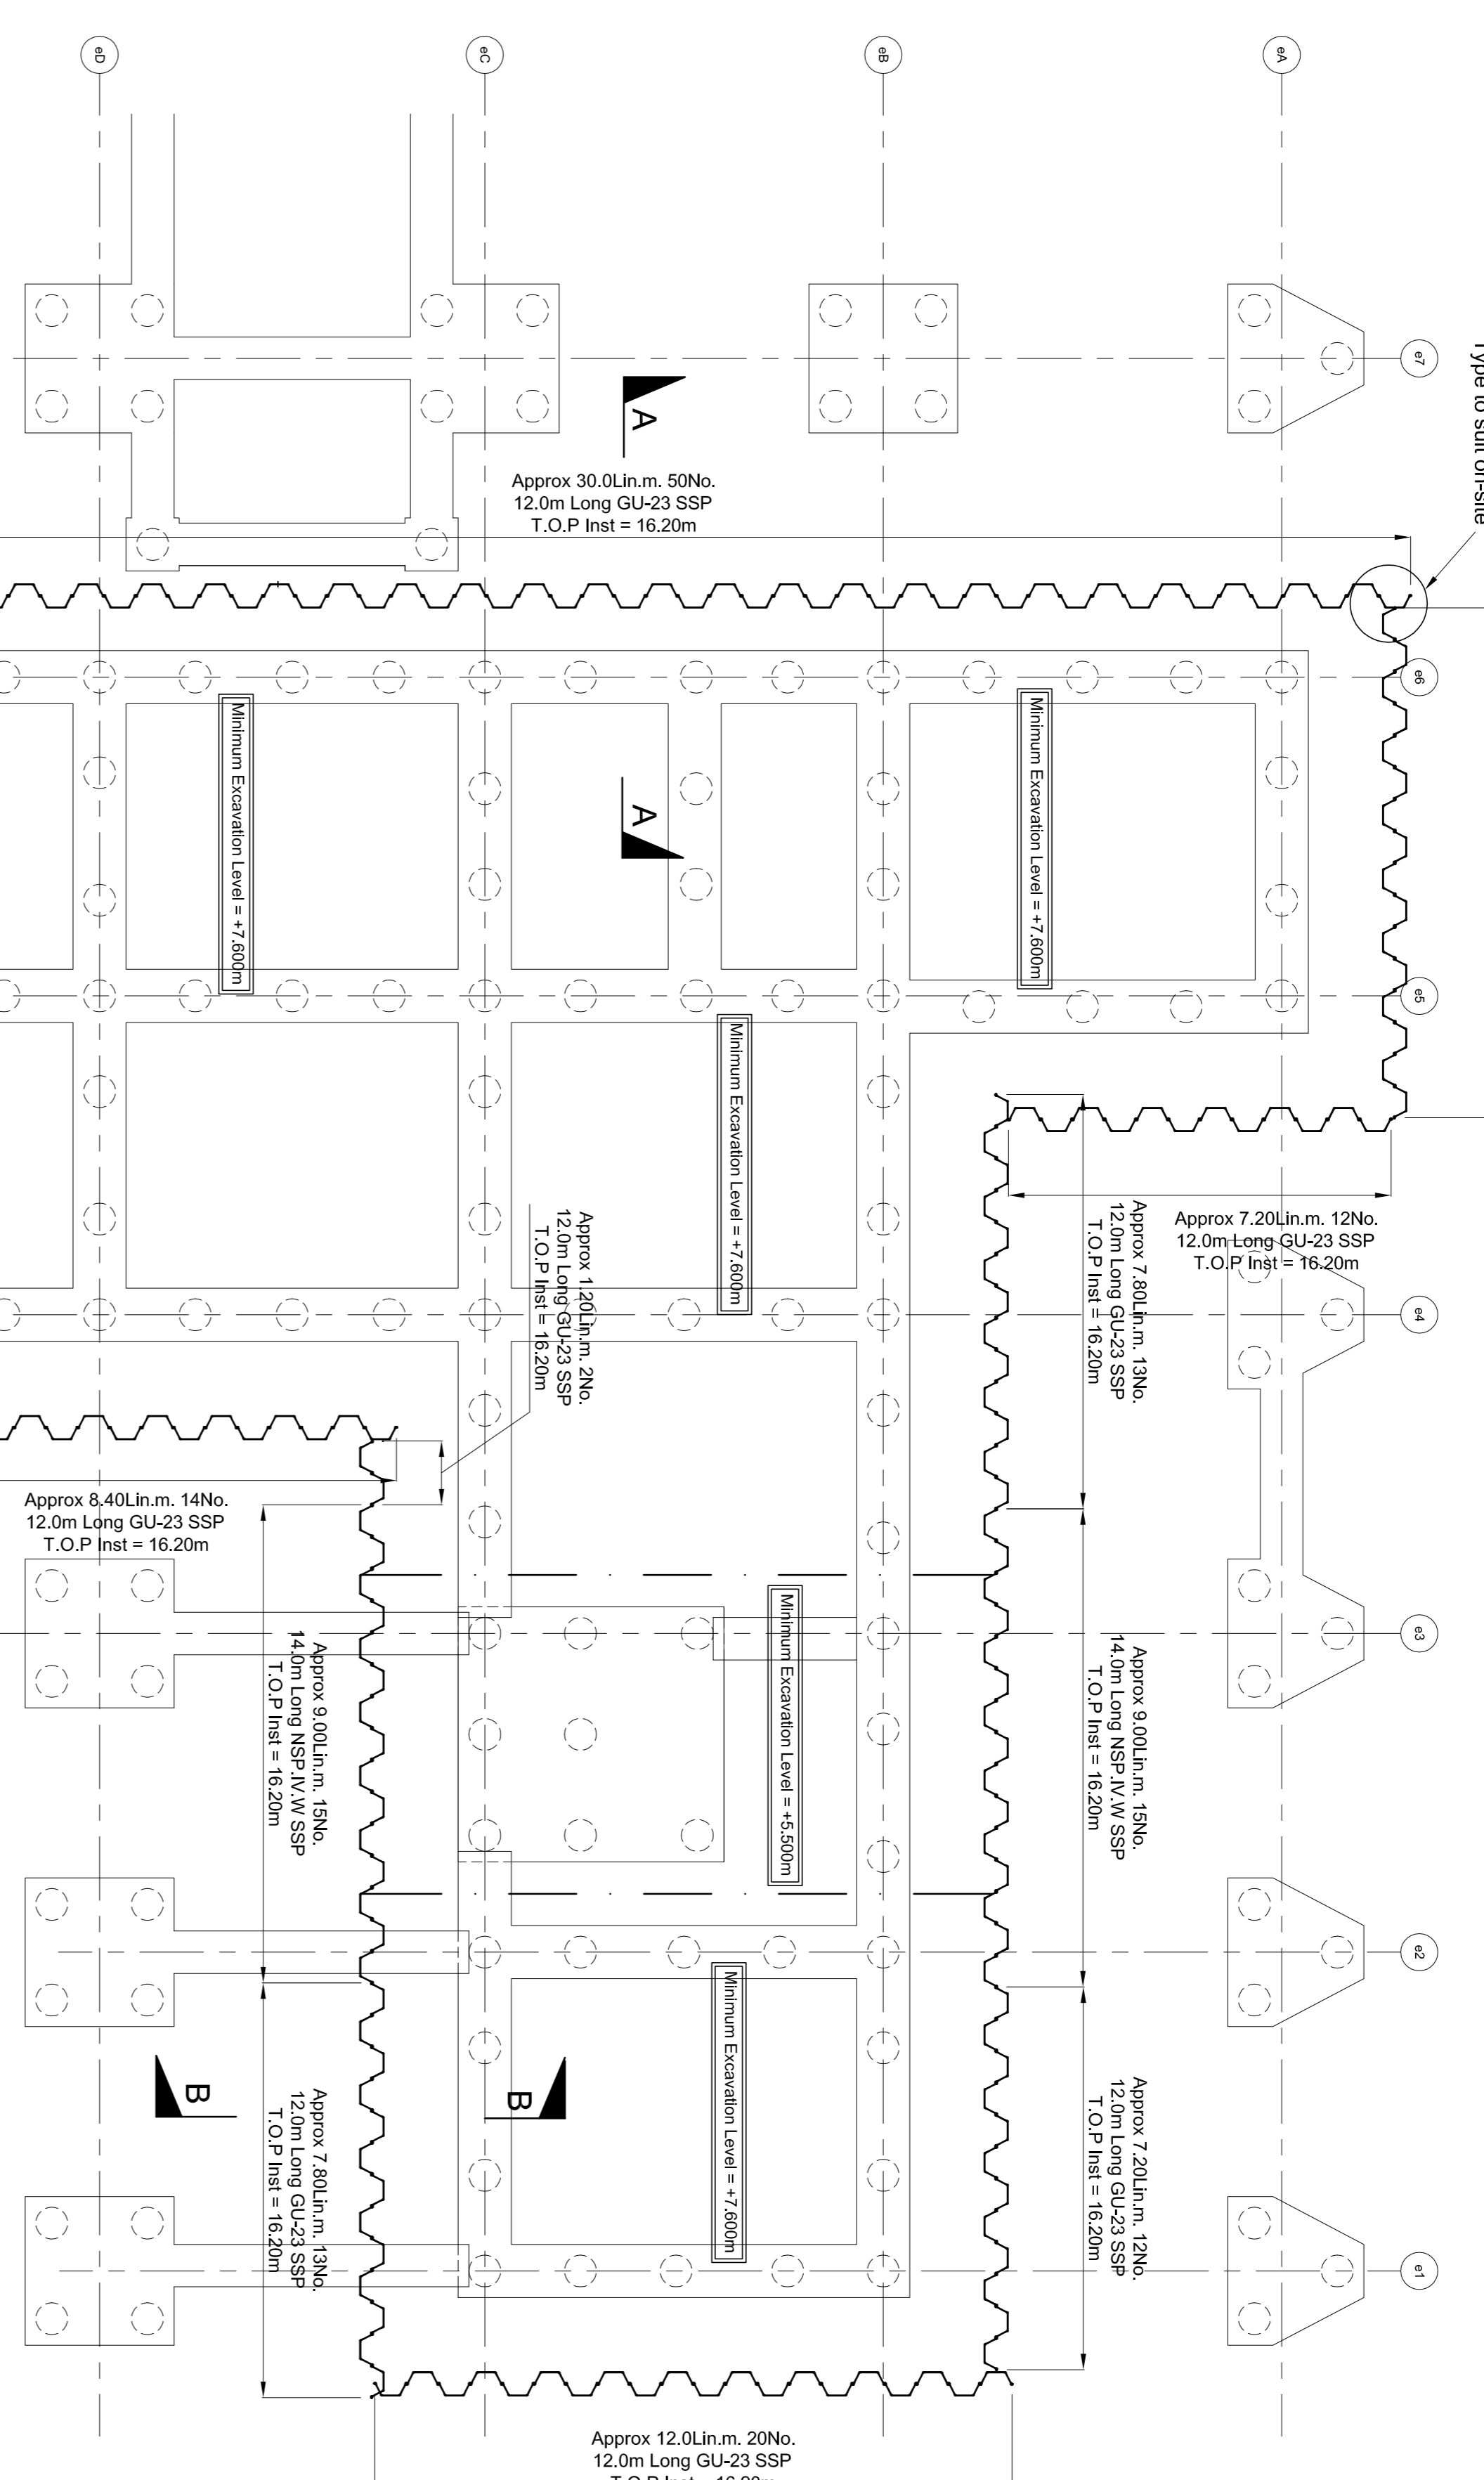 eD
eC
eB
eA
e7
Type to suit on-site
A
Approx 30.0Lin.m. 50No.
12.0m Long GU-23 SSP
T.O.P Inst = 16.20m
e6
Minimum Excavation Level = +7.600m
Minimum Excavation Level = +7.600m
A
e5
Minimum Excavation Level = +7.600m
Approx 7.20Lin.m. 12No.
12.0m Long GU-23 SSP
T.O.P Inst = 16.20m
Approx 7.80Lin.m. 13No.
12.0m Long GU-23 SSP
T.O.P Inst = 16.20m
Approx 1.20Lin.m. 2No.
12.0m Long GU-23 SSP
T.O.P Inst = 16.20m
e4
Approx 8.40Lin.m. 14No.
12.0m Long GU-23 SSP
T.O.P Inst = 16.20m
Minimum Excavation Level = +5.500m
e3
Approx 9.00Lin.m. 15No.
14.0m Long NSP.IV.W SSP
T.O.P Inst = 16.20m
Approx 9.00Lin.m. 15No.
14.0m Long NSP.IV.W SSP
T.O.P Inst = 16.20m
e2
Minimum Excavation Level = +7.600m
B
B
Approx 7.80Lin.m. 13No.
12.0m Long GU-23 SSP
T.O.P Inst = 16.20m
Approx 7.20Lin.m. 12No.
12.0m Long GU-23 SSP
T.O.P Inst = 16.20m
e1
Approx 12.0Lin.m. 20No.
12.0m Long GU-23 SSP
T.O.P Inst = 16.20m